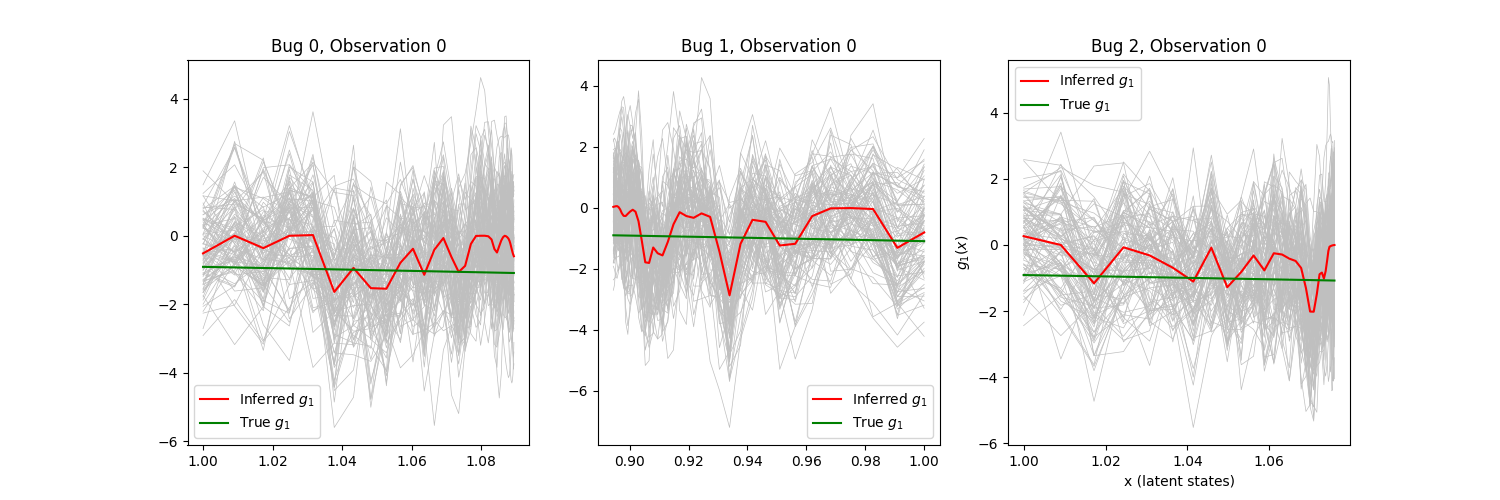 Bug 0, Observation 0
4
2
0
−2
−4
−6
1.00 1.02 1.04 1.06 1.08
Inferred g₁
True g₁
Bug 1, Observation 0
4
2
0
−2
−4
−6
0.90 0.92 0.94 0.96 0.98 1.00
Inferred g₁
True g₁
Bug 2, Observation 0
g₁(x)
4
2
0
−2
−4
−6
1.00 1.02 1.04 1.06
x (latent states)
Inferred g₁
True g₁